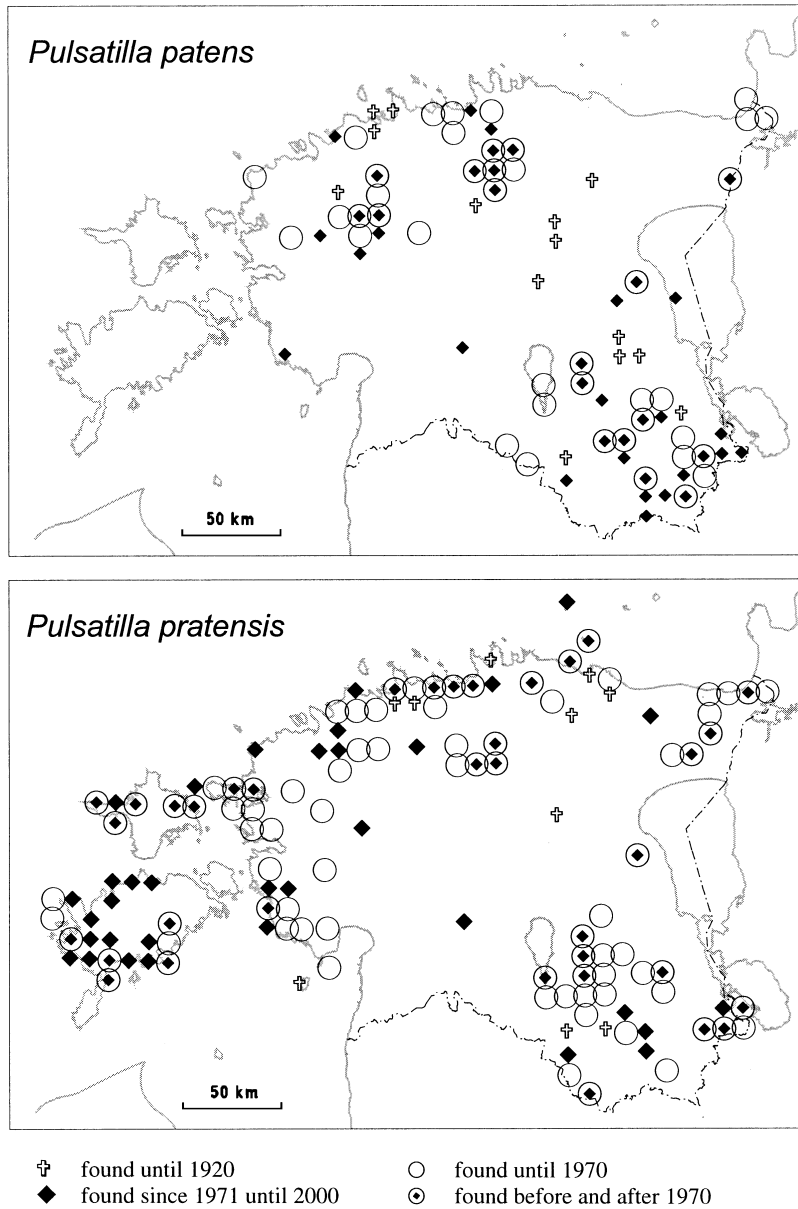 Pulsatilla patens
50 km
Pulsatilla pratensis
50 km
found until 1920
found until 1970
found since 1971 until 2000
found before and after 1970